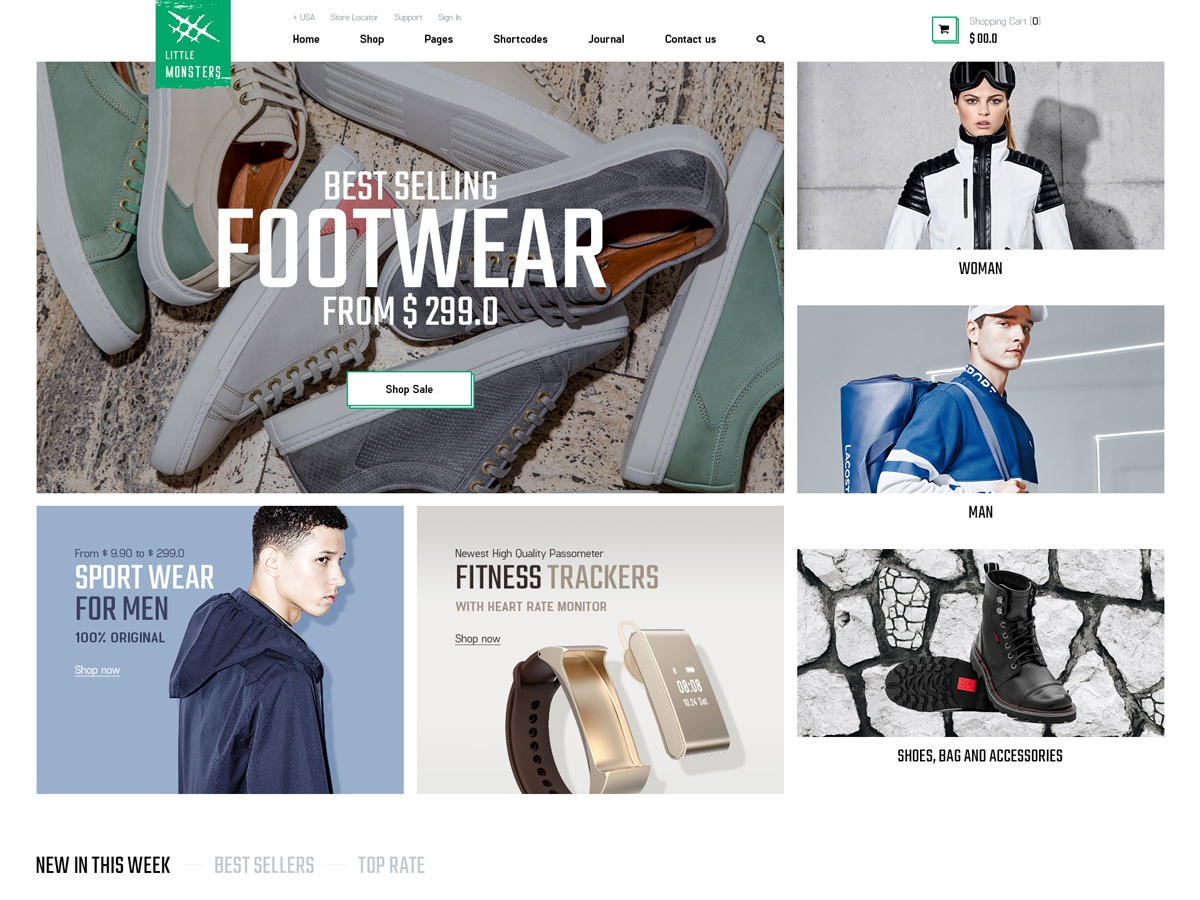 + USA Store Locator Support Sign In
Shopping Cart (0)
$ 00.0
Home Shop Pages Shortcodes Journal Contact us
LITTLE
MONSTERS
BEST SELLING
FOOTWEAR
FROM $ 299.0
Shop Sale
WOMAN
PORT
LACOST
MAN
From $ 9.90 to $ 299.0
SPORT WEAR
FOR MEN
100% ORIGINAL
Shop now
Newest High Quality Passometer
FITNESS TRACKERS
WITH HEART RATE MONITOR
Shop now
08:08
10.24 Sat
SHOES, BAG AND ACCESSORIES
NEW IN THIS WEEK BEST SELLERS TOP RATE